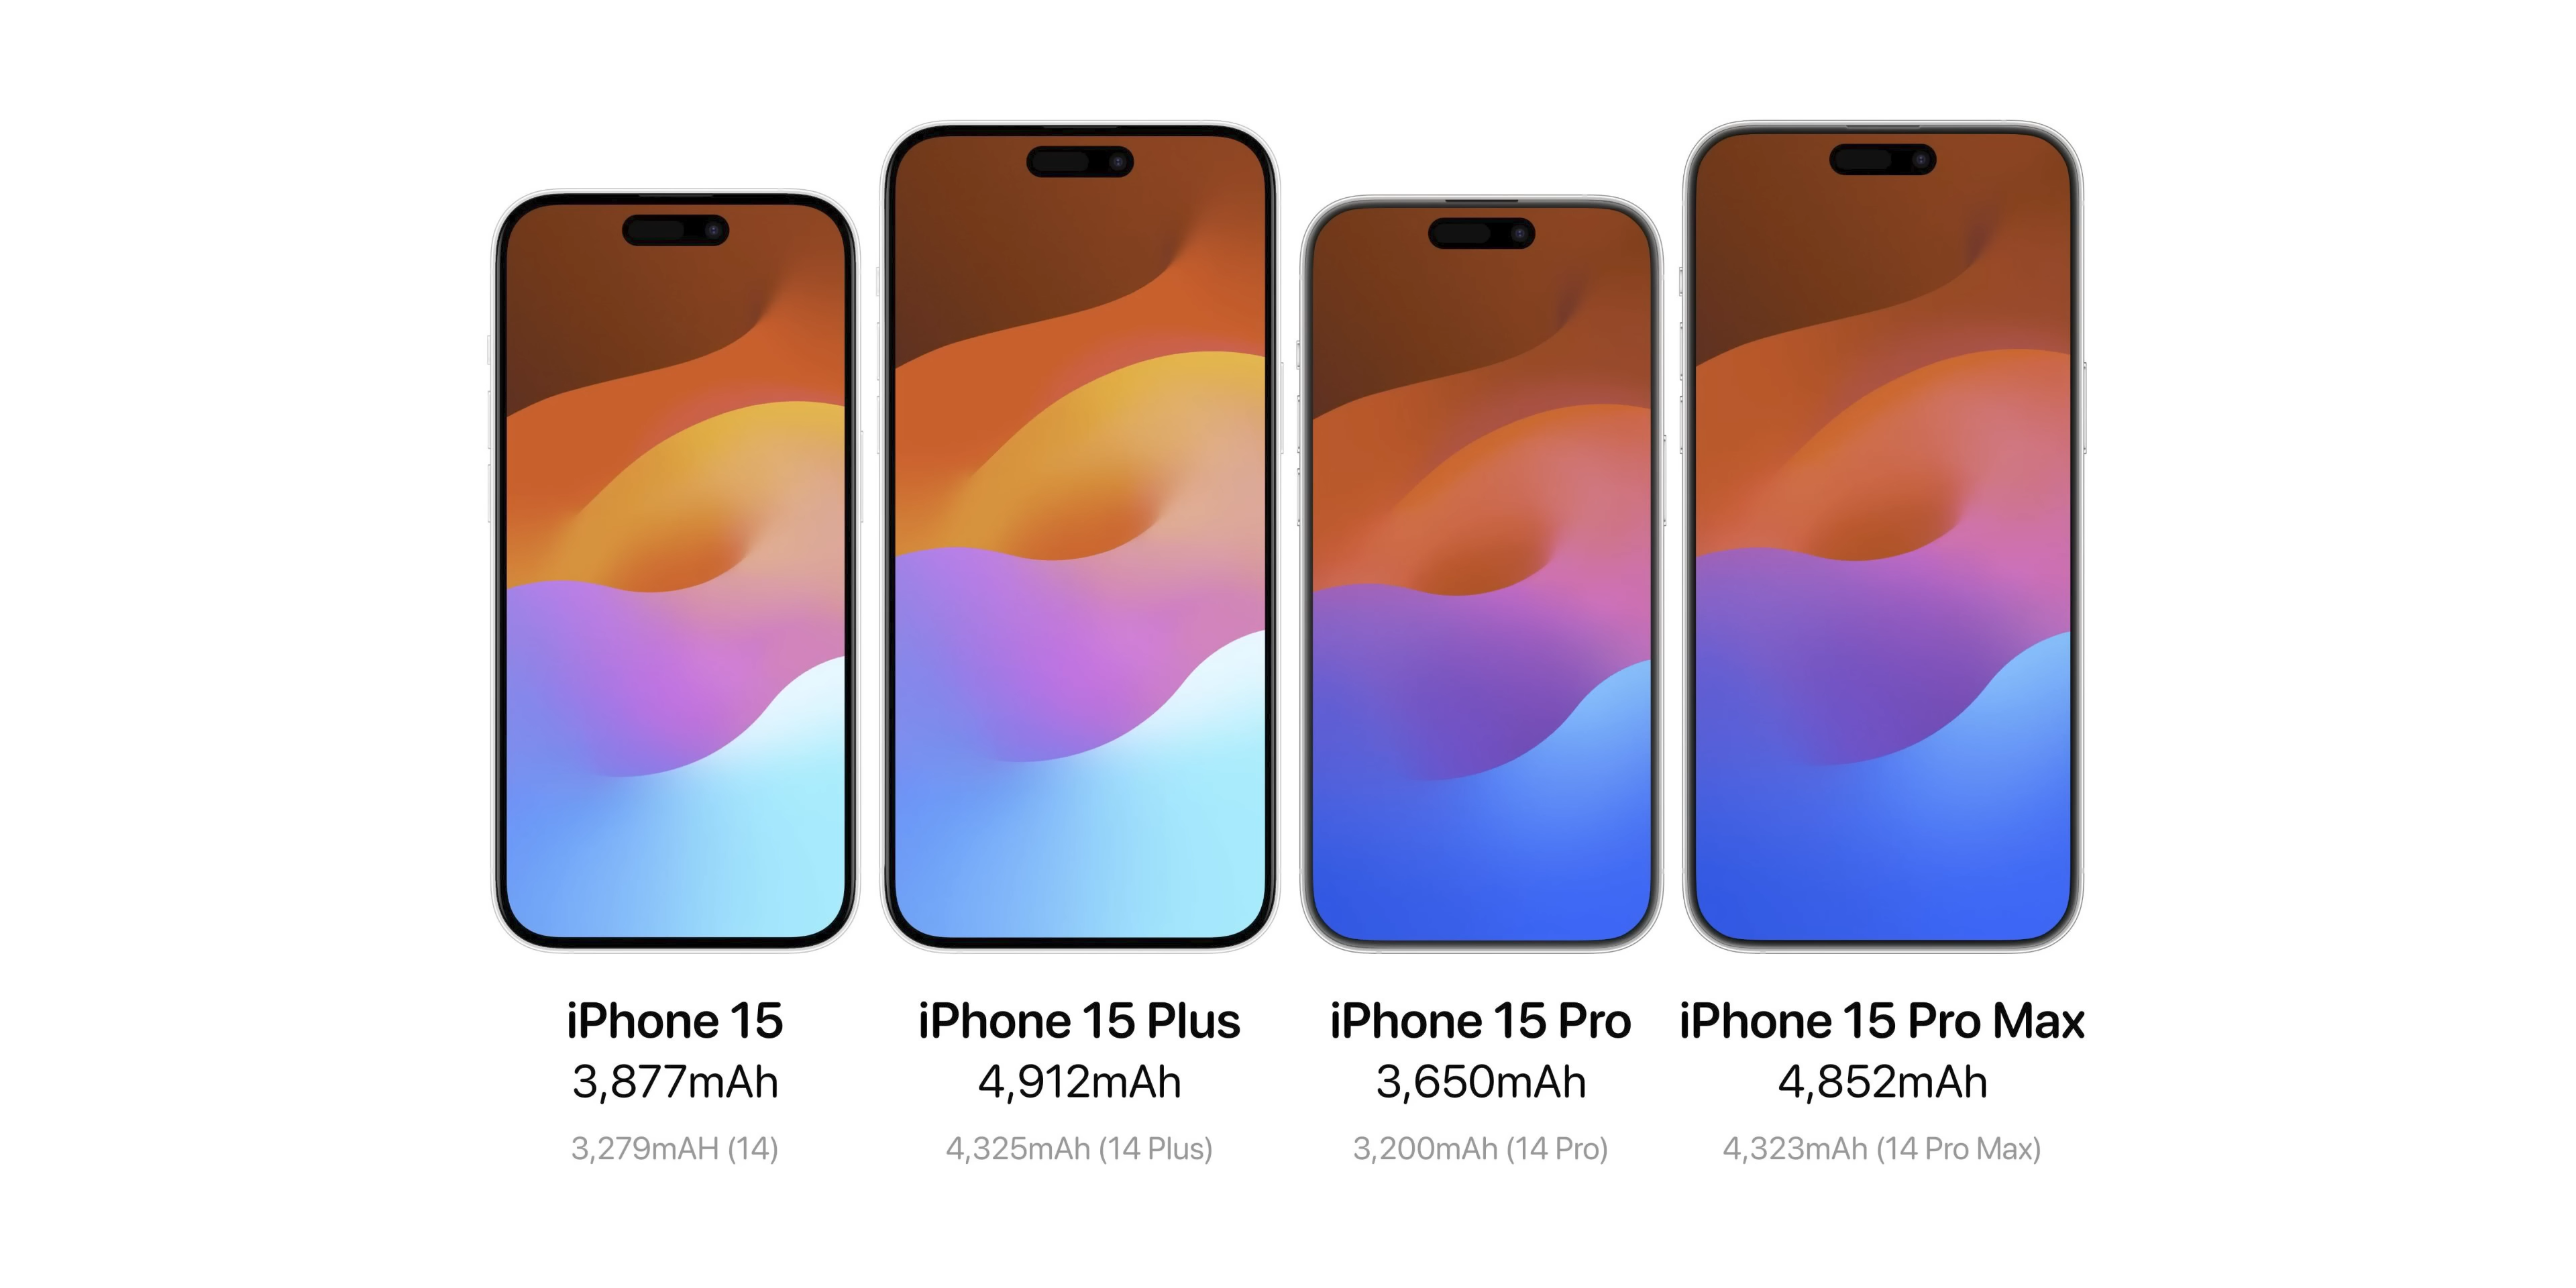 iPhone 15
3,877mAh
3,279mAH (14)
iPhone 15 Plus
4,912mAh
4,325mAh (14 Plus)
iPhone 15 Pro
3,650mAh
3,200mAh (14 Pro)
iPhone 15 Pro Max
4,852mAh
4,323mAh (14 Pro Max)